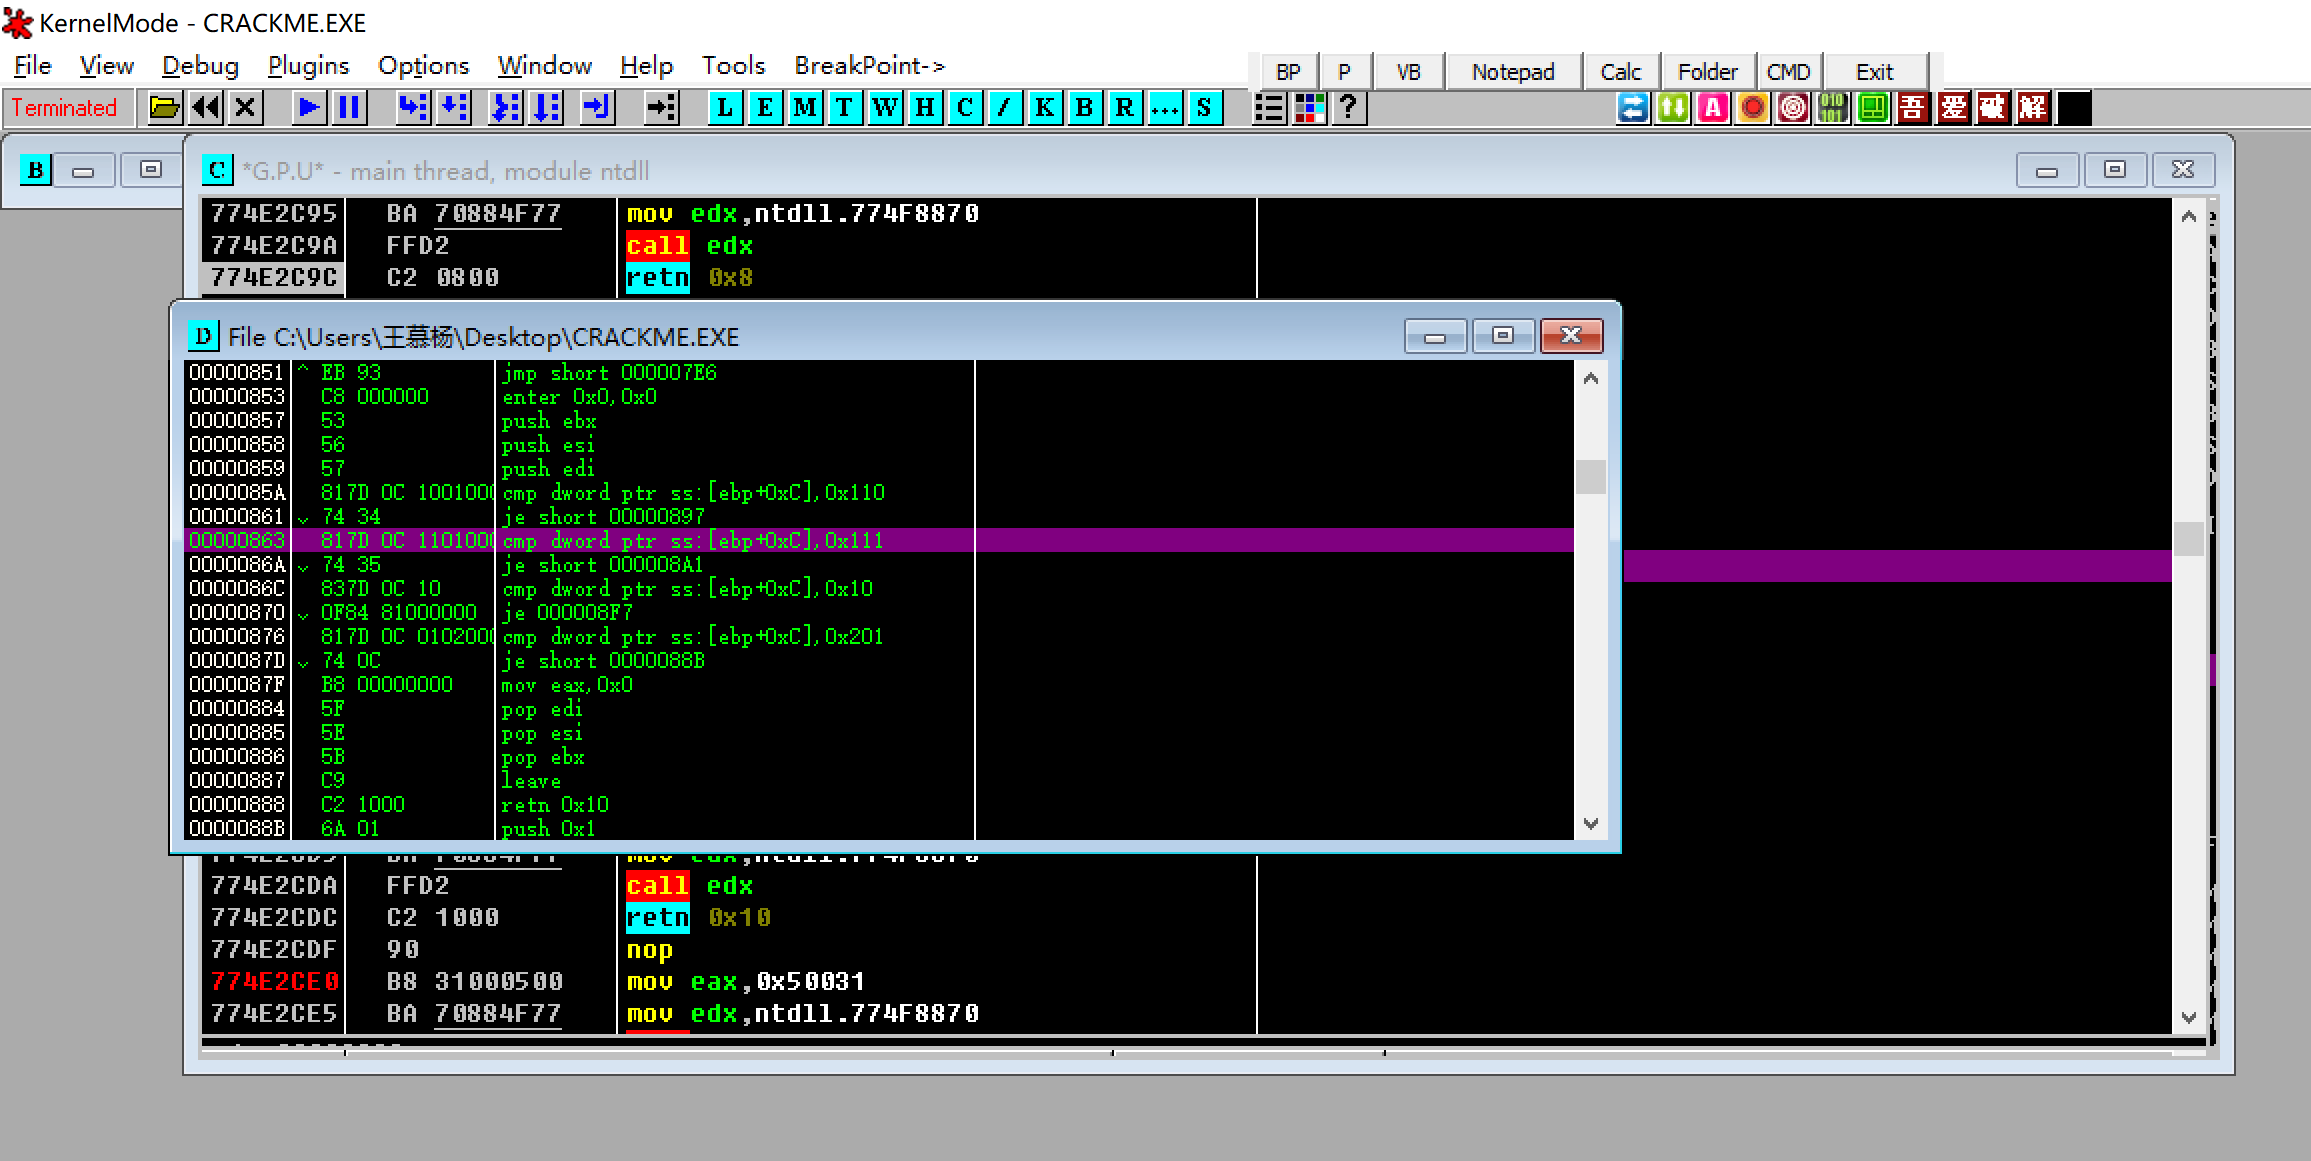 KernelMode - CRACKME.EXE
File View Debug Plugins Options Window Help Tools BreakPoint-> BP P VB Notepad Calc Folder CMD Exit
Terminated L E M T W H C / K B R ... S ? A 010 101 吾 爱 破 解
B C *G.P.U* - main thread, module ntdll
774E2C95 BA 70884F77 mov edx,ntdll.774F8870
774E2C9A FFD2 call edx
774E2C9C C2 0800 retn 0x8
D File C:\Users\王慕杨\Desktop\CRACKME.EXE
00000851 ^ EB 93 jmp short 000007E6
00000853 C8 000000 enter 0x0,0x0
00000857 53 push ebx
00000858 56 push esi
00000859 57 push edi
0000085A 817D 0C 1001000 cmp dword ptr ss:[ebp+0xC],0x110
00000861 74 34 je short 00000897
00000863 817D 0C 1101000 cmp dword ptr ss:[ebp+0xC],0x111
0000086A 74 35 je short 000008A1
0000086C 837D 0C 10 cmp dword ptr ss:[ebp+0xC],0x10
00000870 0F84 81000000 je 000008F7
00000876 817D 0C 0102000 cmp dword ptr ss:[ebp+0xC],0x201
0000087D 74 0C je short 0000088B
0000087F B8 00000000 mov eax,0x0
00000884 5F pop edi
00000885 5E pop esi
00000886 5B pop ebx
00000887 C9 leave
00000888 C2 1000 retn 0x10
0000088B 6A 01 push 0x1
774E2CDA FFD2 call edx
774E2CDC C2 1000 retn 0x10
774E2CDF 90 nop
774E2CE0 B8 31000500 mov eax,0x50031
774E2CE5 BA 70884F77 mov edx,ntdll.774F8870